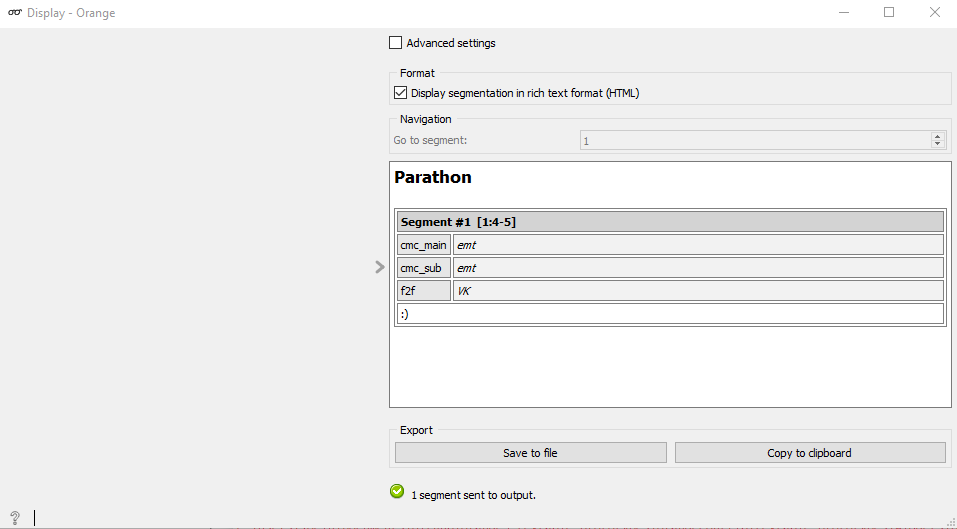 Display - Orange
Advanced settings
Format
Display segmentation in rich text format (HTML)
Navigation
Go to segment: 1
Parathon
Segment #1 [1:4-5]
cmc_main emt
cmc_sub emt
f2f VK
:)
Export
Save to file Copy to clipboard
1 segment sent to output.
?